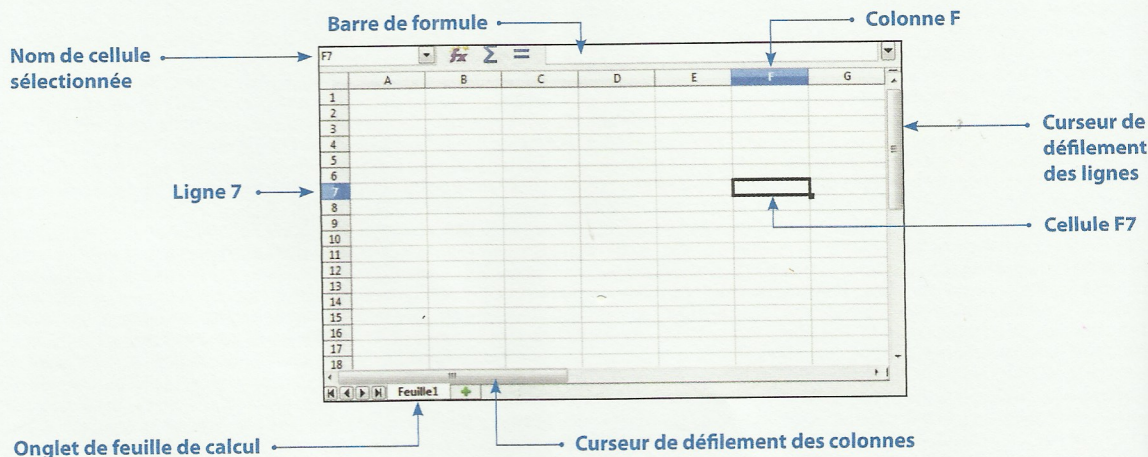 Barre de formule
Colonne F
Nom de cellule
sélectionnée
F7
fx Σ =
A B C D E F G
1
2
3
4
5
6
7
8
9
10
11
12
13
14
15
16
17
18
Curseur de
défilement
des lignes
Ligne 7
Cellule F7
Feuille1
Onglet de feuille de calcul
Curseur de défilement des colonnes